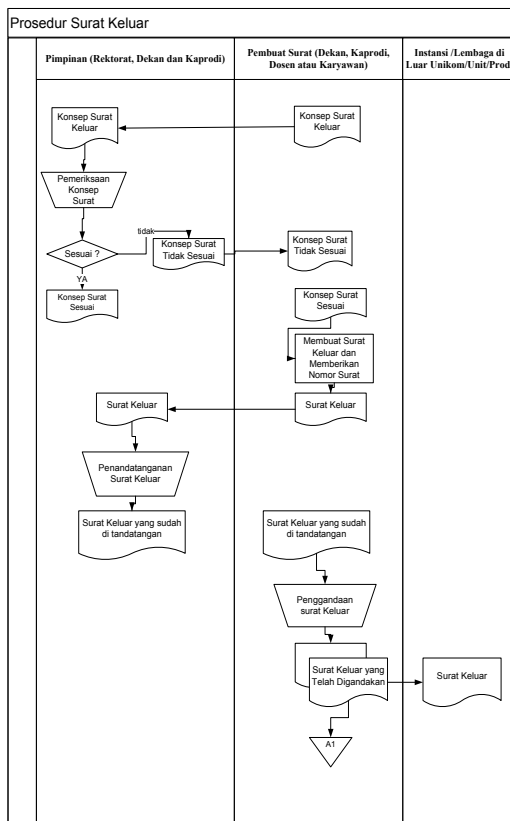 Prosedur Surat Keluar
Pimpinan (Rektorat, Dekan dan Kaprodi)
Pembuat Surat (Dekan, Kaprodi,
Dosen atau Karyawan)
Instansi /Lembaga di
Luar Unikom/Unit/Prodi
Konsep Surat
Keluar
Konsep Surat
Keluar
Pemeriksaan
Konsep
Surat
Sesuai ?
tidak
Konsep Surat
Tidak Sesuai
Konsep Surat
Tidak Sesuai
YA
Konsep Surat
Sesuai
Konsep Surat
Sesuai
Membuat Surat
Keluar dan
Memberikan
Nomor Surat
Surat Keluar
Surat Keluar
Penandatanganan
Surat Keluar
Surat Keluar yang sudah
di tandatangan
Surat Keluar yang sudah
di tandatangan
Penggandaan
surat Keluar
Surat Keluar yang
Telah Digandakan
Surat Keluar
A1